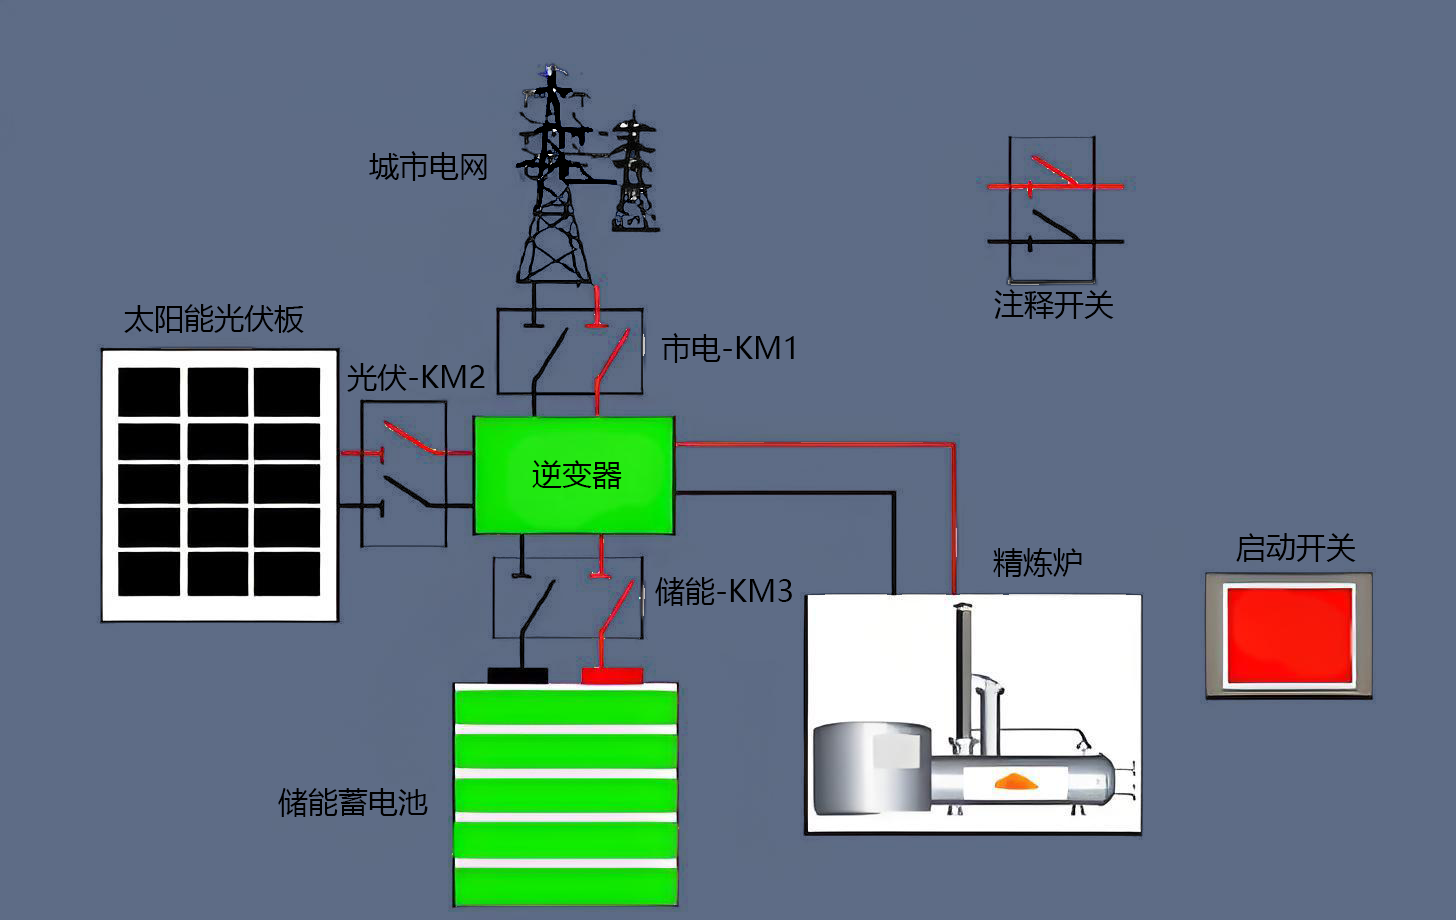 城市电网
注释开关
太阳能光伏板
市电-KM1
光伏-KM2
逆变器
启动开关
精炼炉
储能-KM3
储能蓄电池